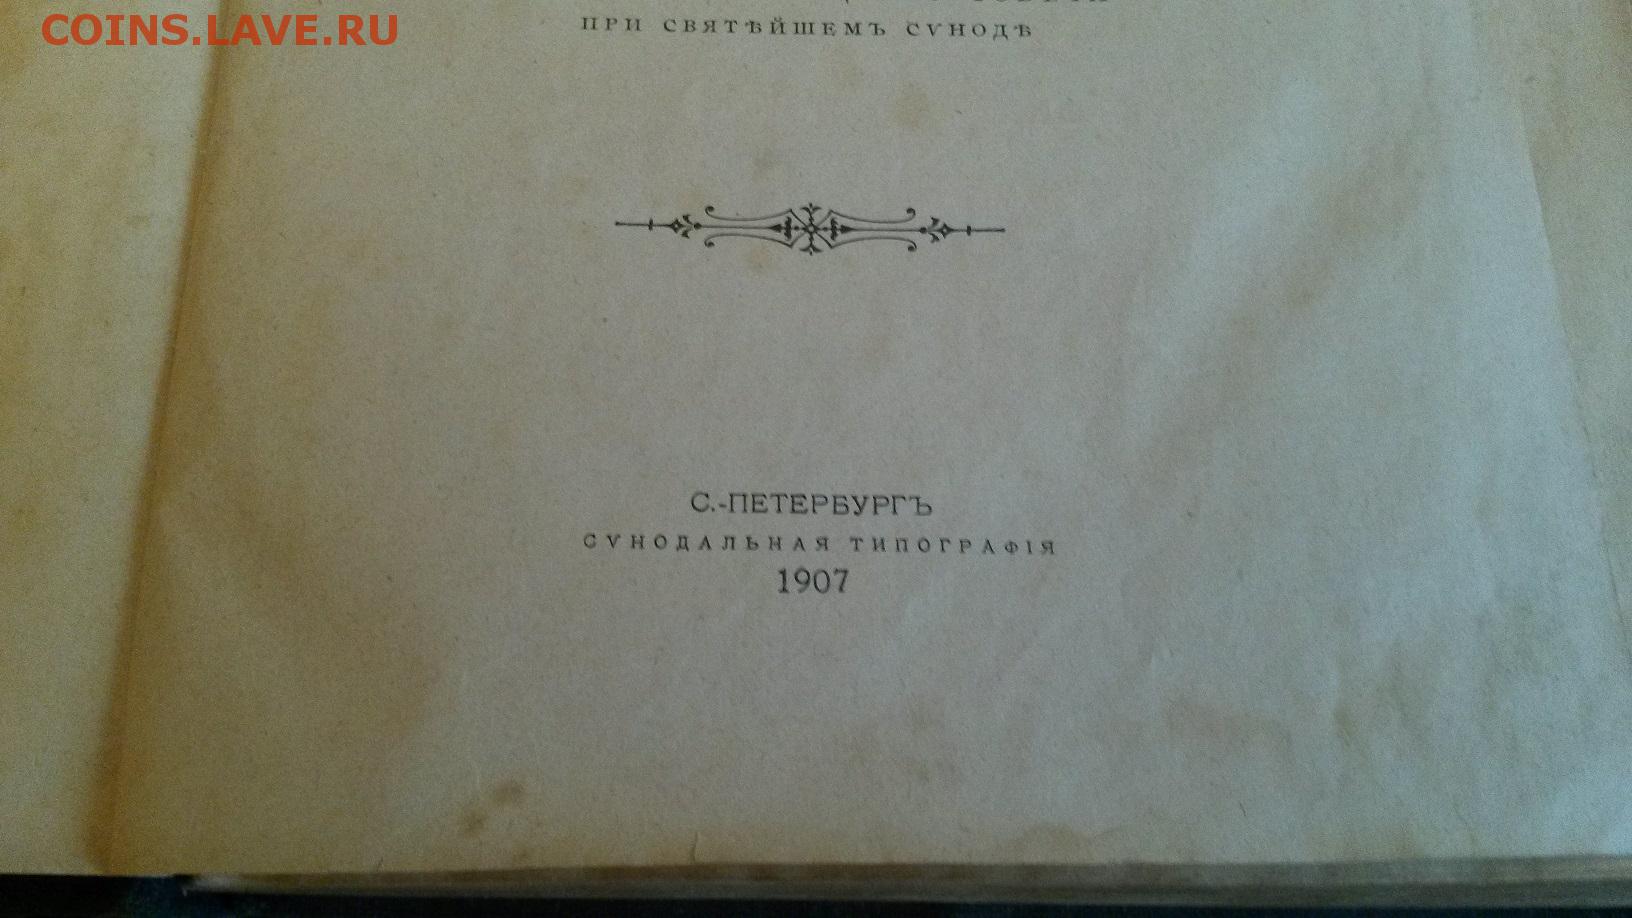 COINS.LAVE.RU
ПРИ СВЯТѢЙШЕМЪ СѴНОДѢ
С.-ПЕТЕРБУРГЪ
СѴНОДАЛЬНАЯ ТИПОГРАФІЯ
1907